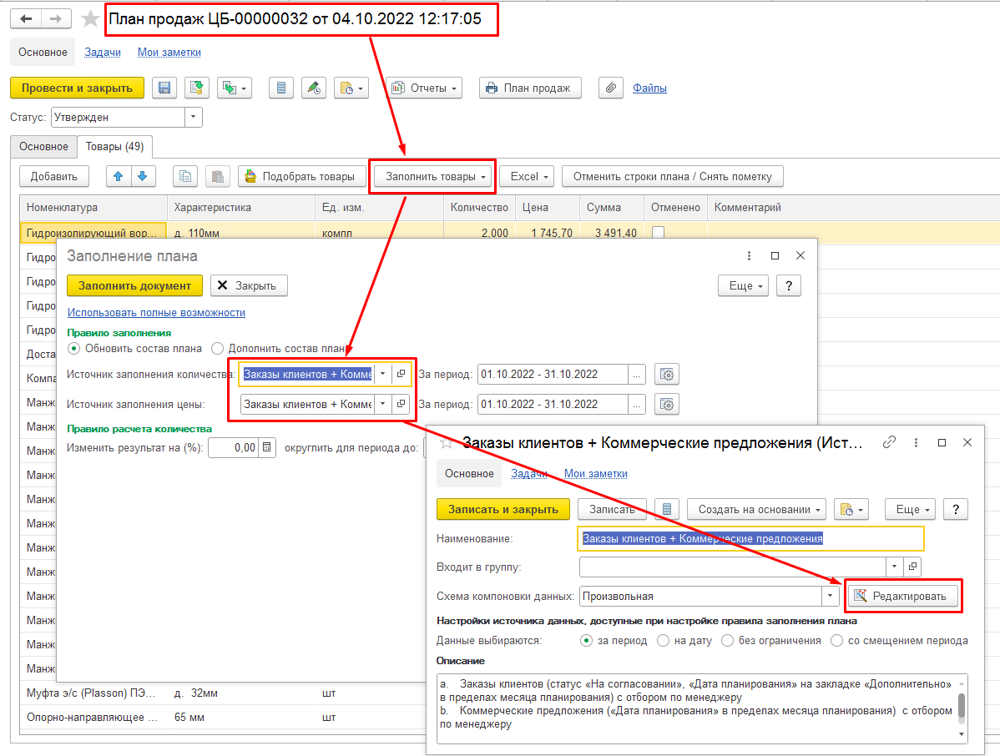 План продаж ЦБ-00000032 от 04.10.2022 12:17:05
Основное Задачи Мои заметки
Провести и закрыть Отчеты План продаж Файлы
Статус: Утвержден
Основное Товары (49)
Добавить Подобрать товары Заполнить товары Excel Отменить строки плана / Снять пометку
Номенклатура Характеристика Ед. изм. Количество Цена Сумма Отменено Комментарий
Гидроизолирующий вор... д. 110мм компл 2,000 1 745,70 3 491,40
Гидро
Гидро
Гидро
Гидро
Доста
Компа
Манж
Манж
Манж
Манж
Манж
Манж
Манж
Манж
Манж
Манж
Манж
Манж
Муфта э/с (Plasson) ПЭ... д. 32мм шт
Опорно-направляющее ... 65 мм шт
Заполнение плана
Заполнить документ Закрыть Еще ?
Использовать полные возможности
Правило заполнения
Обновить состав плана Дополнить состав плана
Источник заполнения количества: Заказы клиентов + Комме За период: 01.10.2022 - 31.10.2022 ...
Источник заполнения цены: Заказы клиентов + Комме За период: 01.10.2022 - 31.10.2022 ...
Правило расчета количества
Изменить результат на (%): 0,00 округлить для периода до:
Заказы клиентов + Коммерческие предложения (Ист...
Основное Задачи Мои заметки
Записать и закрыть Записать Создать на основании Еще ?
Наименование: Заказы клиентов + Коммерческие предложения
Входит в группу:
Схема компоновки данных: Произвольная Редактировать
Настройки источника данных, доступные при настройке правила заполнения плана
Данные выбираются: за период на дату без ограничения со смещением периода
Описание
a. Заказы клиентов (статус «На согласовании», «Дата планирования» на закладке «Дополнительно»
в пределах месяца планирования) с отбором по менеджеру
b. Коммерческие предложения («Дата планирования» в пределах месяца планирования) с отбором
по менеджеру